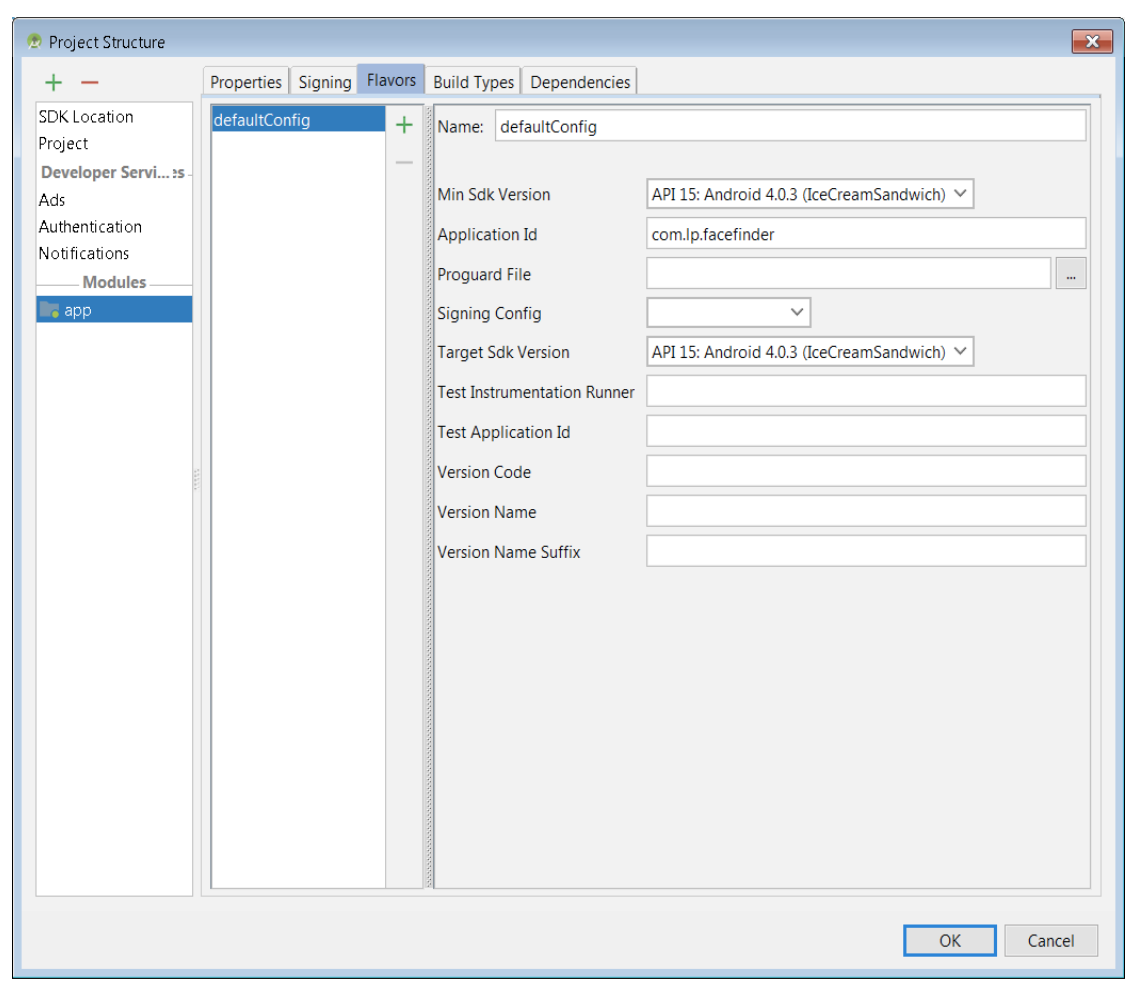 Project Structure
Properties Signing Flavors Build Types Dependencies
SDK Location
Project
Developer Servi...
Ads
Authentication
Notifications
Modules
app
defaultConfig
Name: defaultConfig
Min Sdk Version API 15: Android 4.0.3 (IceCreamSandwich)
Application Id com.lp.facefinder
Proguard File ...
Signing Config
Target Sdk Version API 15: Android 4.0.3 (IceCreamSandwich)
Test Instrumentation Runner
Test Application Id
Version Code
Version Name
Version Name Suffix
OK Cancel